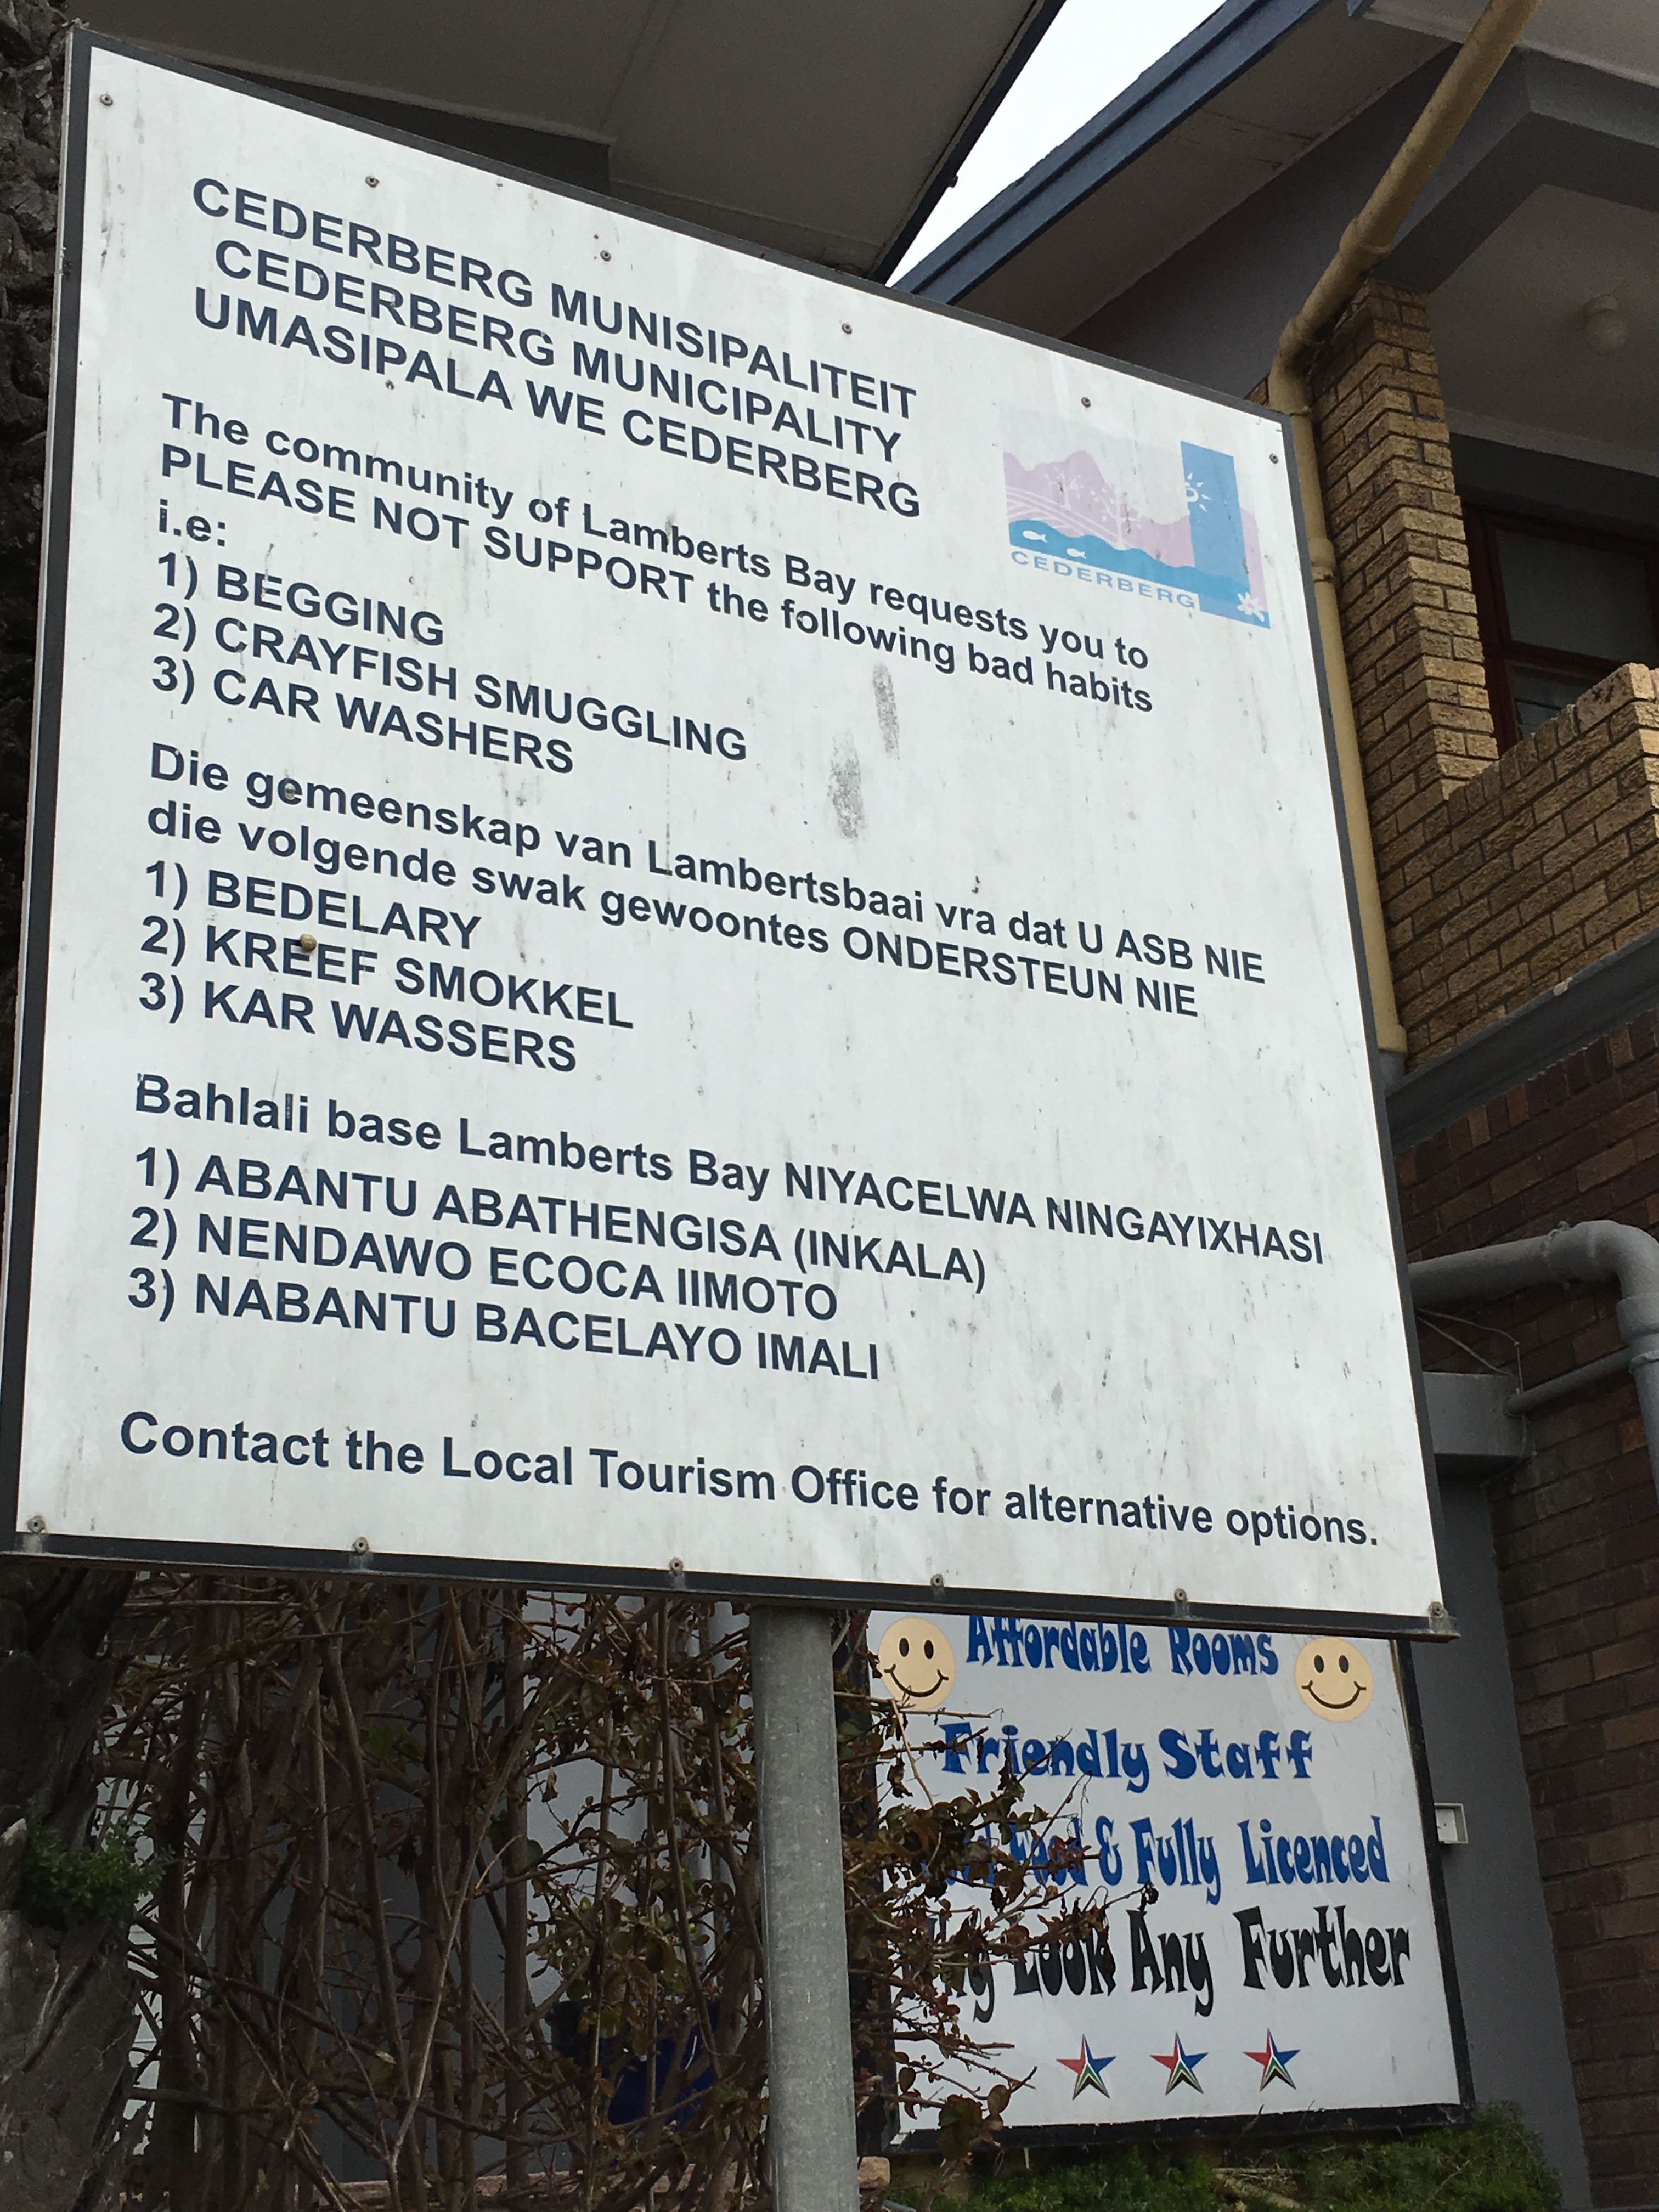 CEDERBERG MUNISIPALITEIT
CEDERBERG MUNICIPALITY
UMASIPALA WE CEDERBERG
CEDERBERG
The community of Lamberts Bay requests you to
PLEASE NOT SUPPORT the following bad habits
i.e:
1) BEGGING
2) CRAYFISH SMUGGLING
3) CAR WASHERS
Die gemeenskap van Lambertsbaai vra dat U ASB NIE
die volgende swak gewoontes ONDERSTEUN NIE
1) BEDELARY
2) KREEF SMOKKEL
3) KAR WASSERS
Bahlali base Lamberts Bay NIYACELWA NINGAYIXHASI
1) ABANTU ABATHENGISA (INKALA)
2) NENDAWO ECOCA IIMOTO
3) NABANTU BACELAYO IMALI
Contact the Local Tourism Office for alternative options.
Affordable Rooms
Friendly Staff
& Fully Licenced
Look Any Further